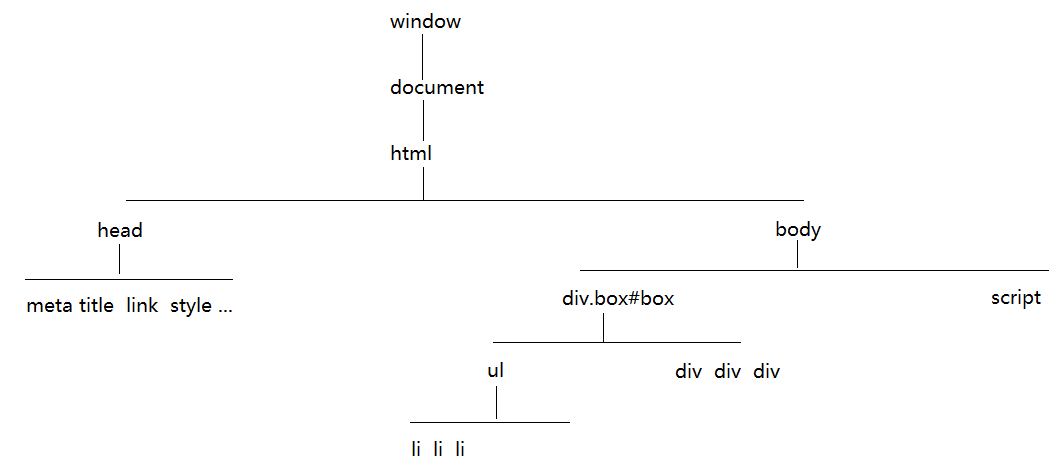 window
document
html
head
body
meta title link style ...
div.box#box
script
ul
div div div
li li li